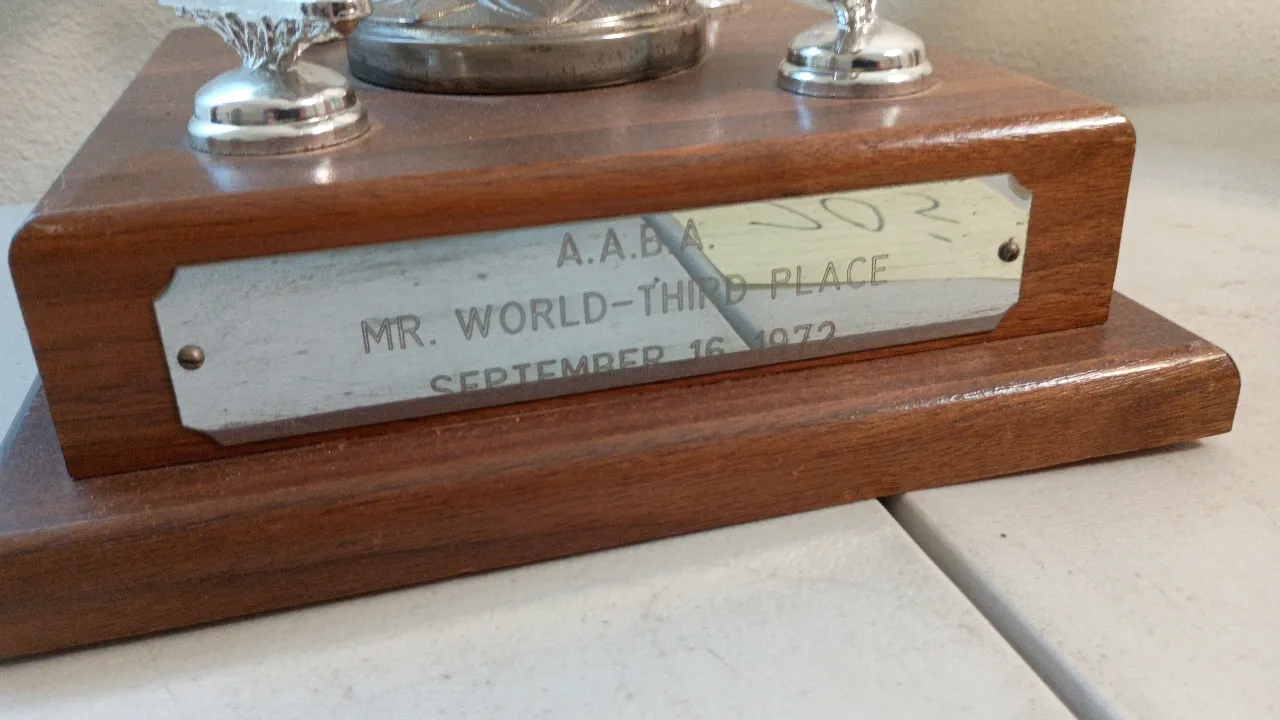 A.A.B.A.
MR. WORLD-THIRD PLACE
SEPTEMBER 16, 1972